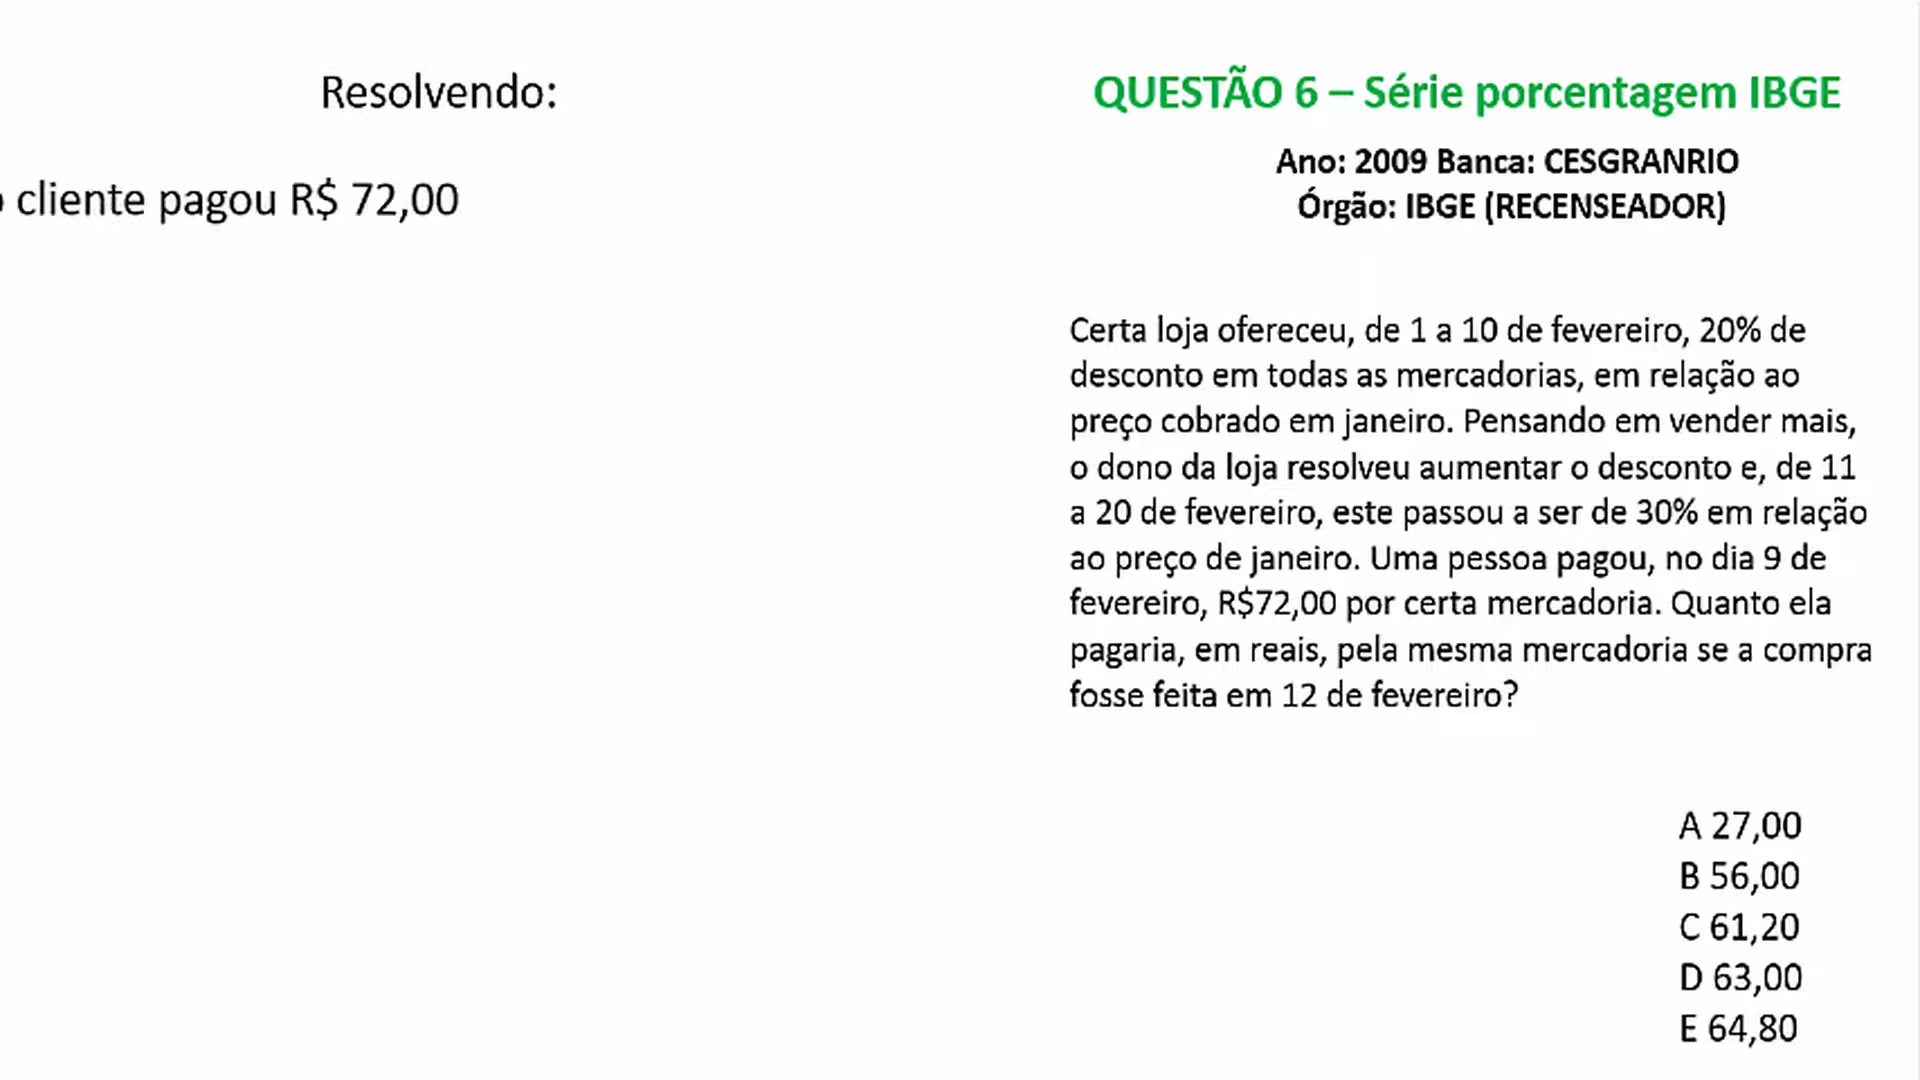 Resolvendo:
cliente pagou R$ 72,00
QUESTÃO 6 – Série porcentagem IBGE
Ano: 2009 Banca: CESGRANRIO
Órgão: IBGE (RECENSEADOR)
Certa loja ofereceu, de 1 a 10 de fevereiro, 20% de
desconto em todas as mercadorias, em relação ao
preço cobrado em janeiro. Pensando em vender mais,
o dono da loja resolveu aumentar o desconto e, de 11
a 20 de fevereiro, este passou a ser de 30% em relação
ao preço de janeiro. Uma pessoa pagou, no dia 9 de
fevereiro, R$72,00 por certa mercadoria. Quanto ela
pagaria, em reais, pela mesma mercadoria se a compra
fosse feita em 12 de fevereiro?
A 27,00
B 56,00
C 61,20
D 63,00
E 64,80